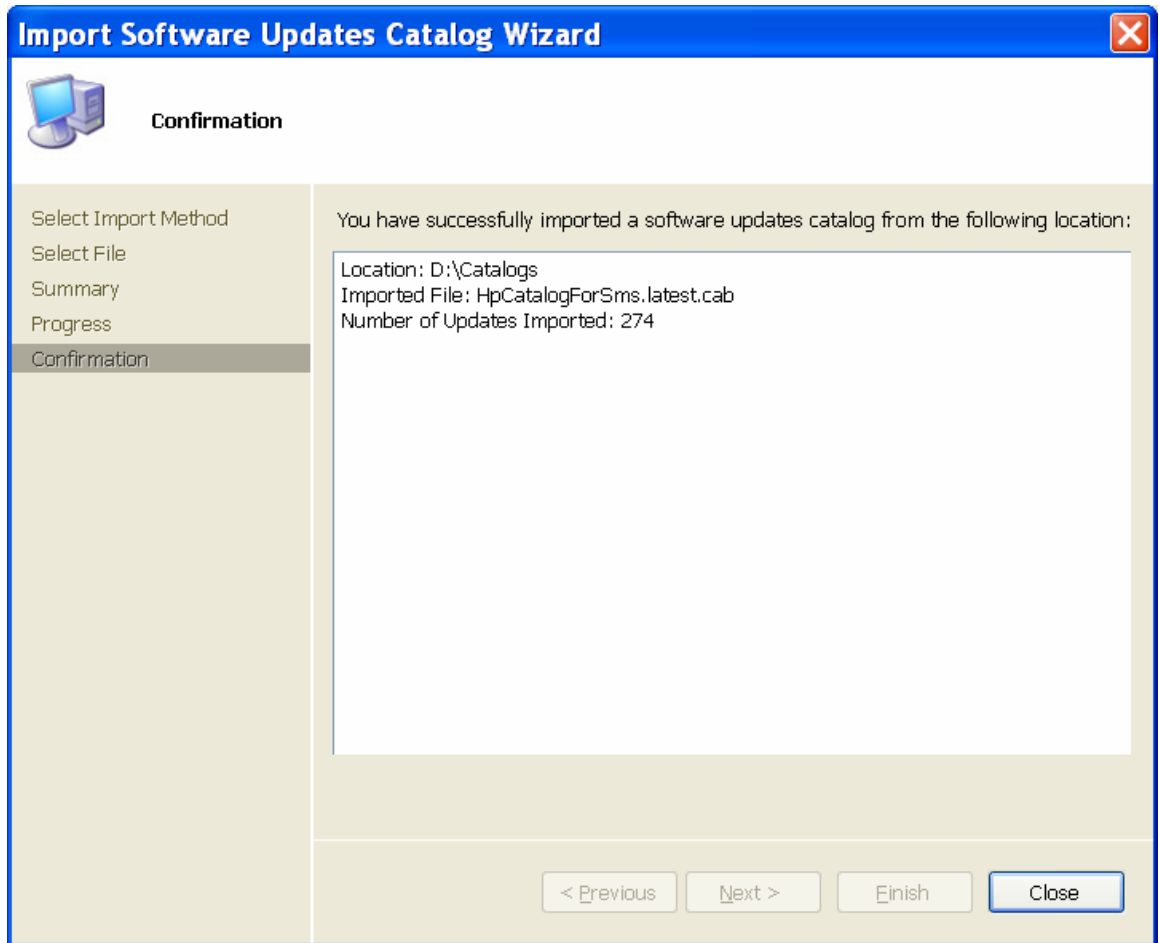 Import Software Updates Catalog Wizard
Confirmation
Select Import Method
Select File
Summary
Progress
Confirmation
You have successfully imported a software updates catalog from the following location:
Location: D:\Catalogs
Imported File: HpCatalogForSms.latest.cab
Number of Updates Imported: 274
< Previous
Next >
Finish
Close